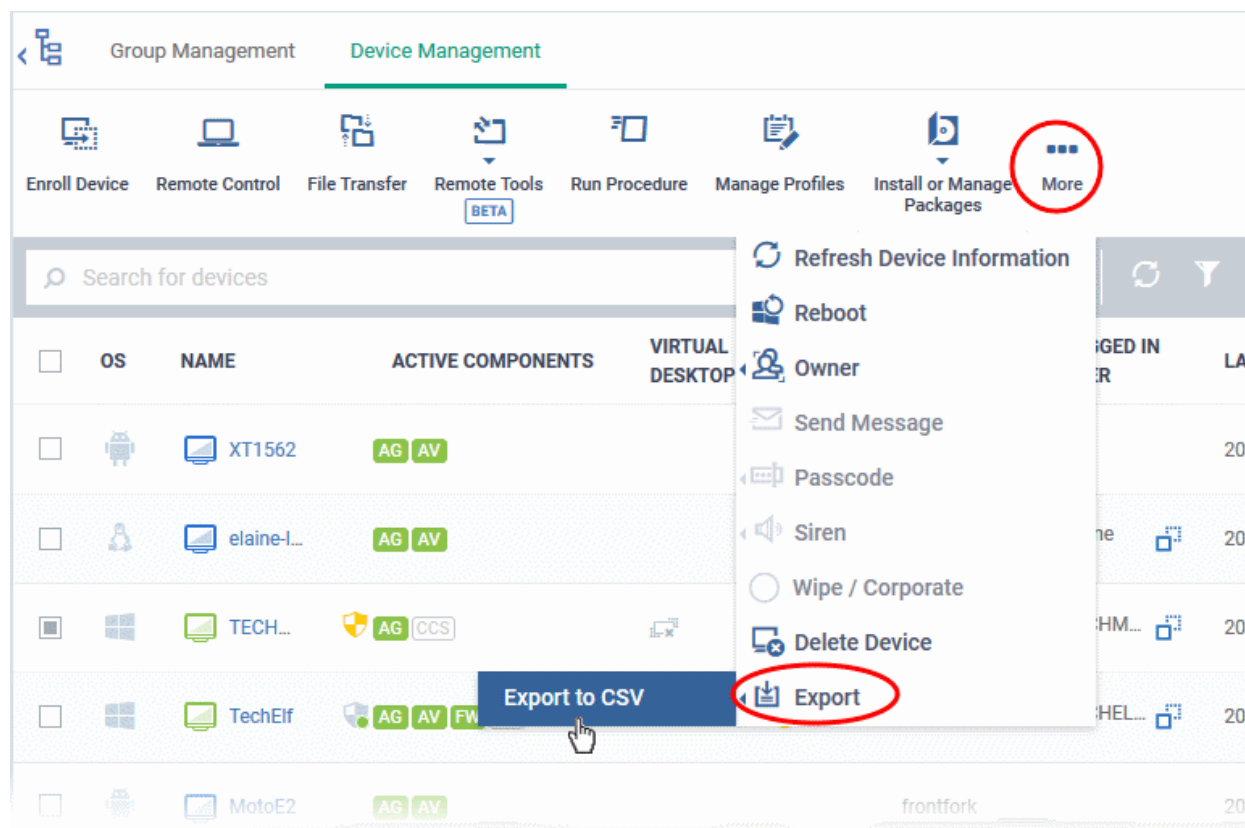 Group Management
Device Management
Enroll Device
Remote Control
File Transfer
Remote Tools
BETA
Run Procedure
Manage Profiles
Install or Manage
Packages
More
Search for devices
Refresh Device Information
Reboot
Owner
Send Message
Passcode
Siren
Wipe / Corporate
Delete Device
Export
Export to CSV
OS
NAME
ACTIVE COMPONENTS
VIRTUAL
DESKTOP
GGED IN
ER
LA
XT1562
AG AV
20
elaine-l...
AG AV
ne
20
TECH...
AG CCS
HM...
20
TechElf
AG AV FW
HEL...
20
MotoE2
AG AV
frontfork
20